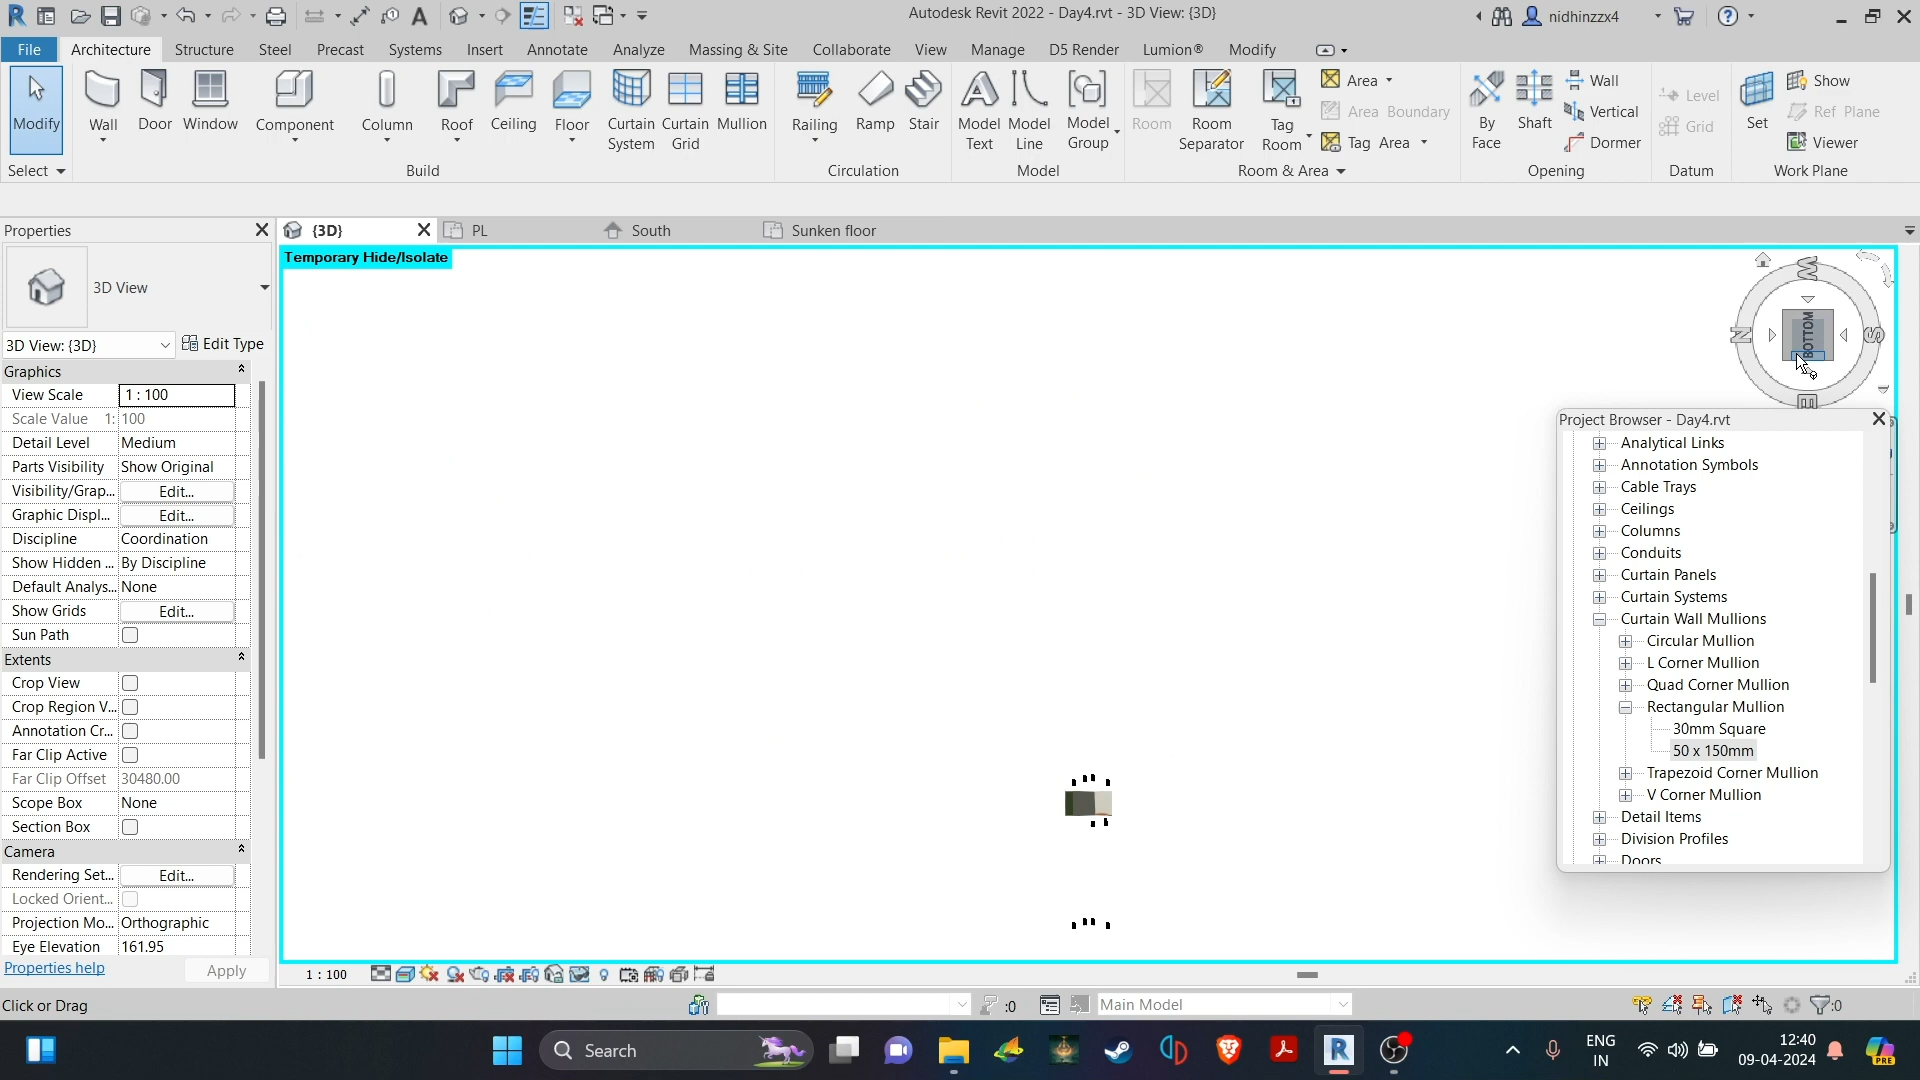 Autodesk Revit 2022 - Day4.rvt - 3D View: {3D}
nidhinzzx4
File Architecture Structure Steel Precast Systems Insert Annotate Analyze Massing & Site Collaborate View Manage D5 Render Lumion® Modify
Modify Wall Door Window Component Column Roof Ceiling Floor Curtain System Curtain Grid Mullion Railing Ramp Stair Model Text Model Line Model Group Room Room Separator Tag Room Area Area Boundary Tag Area By Face Shaft Wall Vertical Dormer Level Grid Set Show Ref Plane Viewer
Select Build Circulation Model Room & Area Opening Datum Work Plane
Properties
{3D} PL South Sunken floor
Temporary Hide/Isolate
3D View
3D View: {3D} Edit Type
Graphics
View Scale 1 : 100
Scale Value 1: 100
Detail Level Medium
Parts Visibility Show Original
Visibility/Grap... Edit...
Graphic Displ... Edit...
Discipline Coordination
Show Hidden ... By Discipline
Default Analys... None
Show Grids Edit...
Sun Path
Extents
Crop View
Crop Region V...
Annotation Cr...
Far Clip Active
Far Clip Offset 30480.00
Scope Box None
Section Box
Camera
Rendering Set... Edit...
Locked Orient...
Projection Mo... Orthographic
Eye Elevation 161.95
Properties help Apply
W
N
BOTTOM
S
E
Project Browser - Day4.rvt
Analytical Links
Annotation Symbols
Cable Trays
Ceilings
Columns
Conduits
Curtain Panels
Curtain Systems
Curtain Wall Mullions
Circular Mullion
L Corner Mullion
Quad Corner Mullion
Rectangular Mullion
30mm Square
50 x 150mm
Trapezoid Corner Mullion
V Corner Mullion
Detail Items
Division Profiles
Doors
1 : 100
Click or Drag
:0
Main Model
:0
Search
ENG
IN
12:40
09-04-2024
PRE